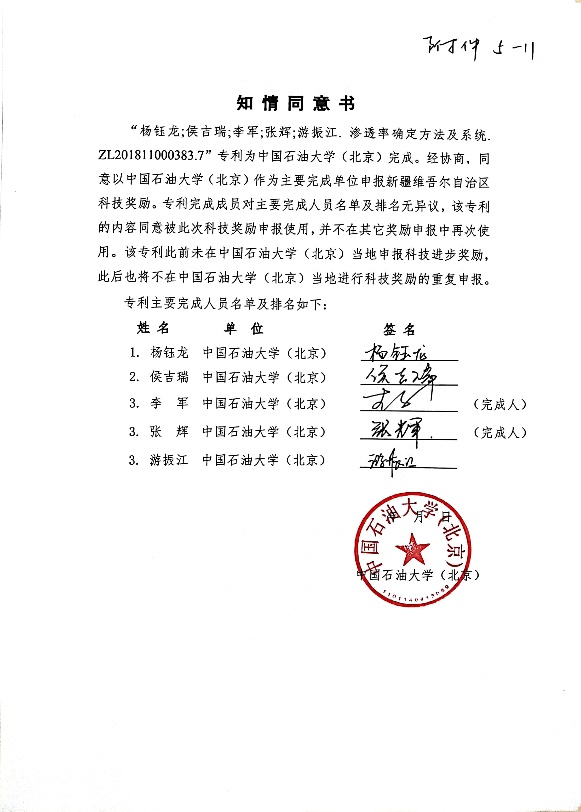 附件 5-11
知情同意书
“杨钰龙;侯吉瑞;李军;张辉;游振江. 渗透率确定方法及系统.
ZL201811000383.7”专利为中国石油大学（北京）完成。经协商，同
意以中国石油大学（北京）作为主要完成单位申报新疆维吾尔自治区
科技奖励。专利完成成员对主要完成人员名单及排名无异议，该专利
的内容同意被此次科技奖励申报使用，并不在其它奖励申报中再次使
用。该专利此前未在中国石油大学（北京）当地申报科技进步奖励，
此后也将不在中国石油大学（北京）当地进行科技奖励的重复申报。
专利主要完成人员名单及排名如下：
姓 名 单 位 签 名
1. 杨钰龙 中国石油大学（北京） 杨钰龙
2. 侯吉瑞 中国石油大学（北京） 侯吉瑞
3. 李 军 中国石油大学（北京） 李军 （完成人）
3. 张 辉 中国石油大学（北京） 张辉 （完成人）
3. 游振江 中国石油大学（北京） 游振江
月 日
中国石油大学（北京）
中国石油大学(北京)